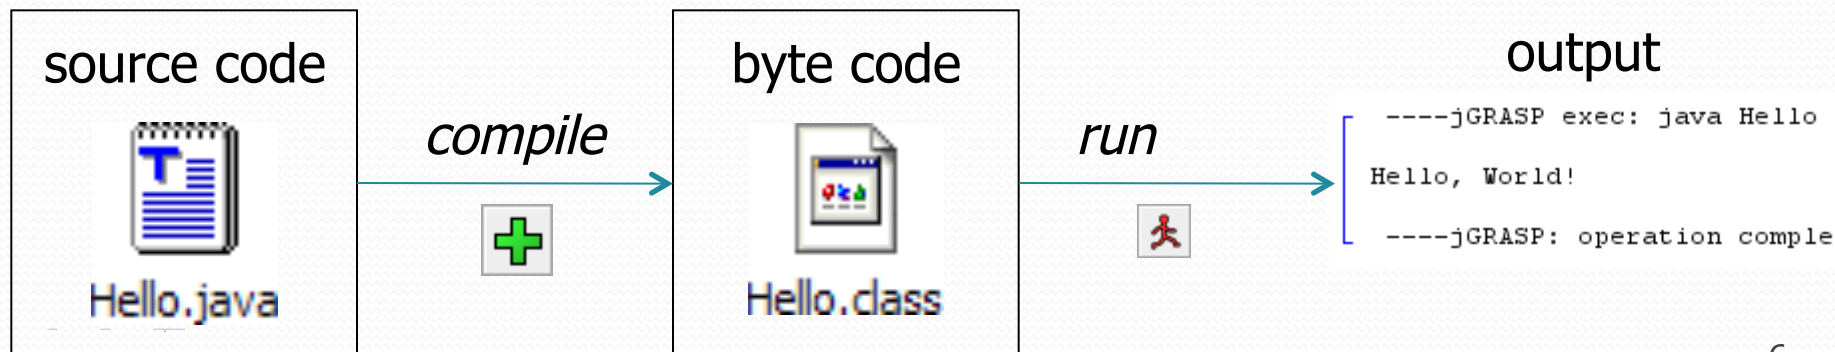 source code
Hello.java
compile
byte code
Hello.class
run
output
----jGRASP exec: java Hello
Hello, World!
----jGRASP: operation comple